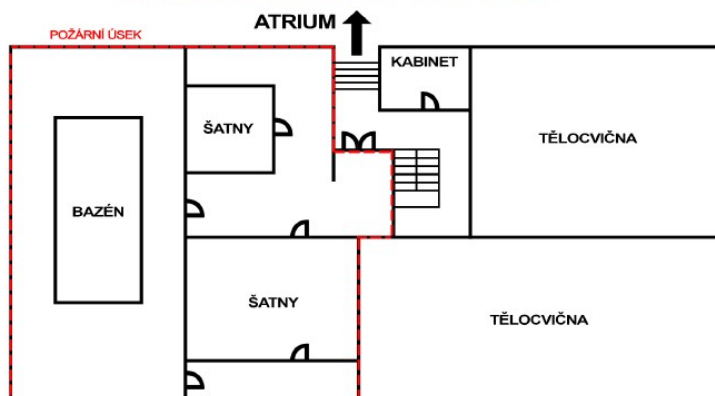 ATRIUM
POŽÁRNÍ ÚSEK
KABINET
ŠATNY
TĚLOCVIČNA
BAZÉN
ŠATNY
TĚLOCVIČNA